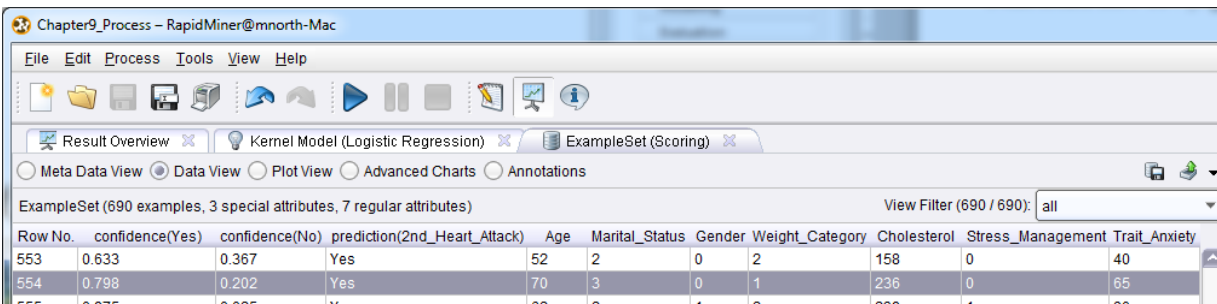 Chapter9_Process – RapidMiner@mnorth-Mac
File Edit Process Tools View Help
Result Overview Kernel Model (Logistic Regression) ExampleSet (Scoring)
Meta Data View Data View Plot View Advanced Charts Annotations
ExampleSet (690 examples, 3 special attributes, 7 regular attributes) View Filter (690 / 690): all
Row No. confidence(Yes) confidence(No) prediction(2nd_Heart_Attack) Age Marital_Status Gender Weight_Category Cholesterol Stress_Management Trait_Anxiety
553 0.633 0.367 Yes 52 2 0 2 158 0 40
554 0.798 0.202 Yes 70 3 0 1 236 0 65